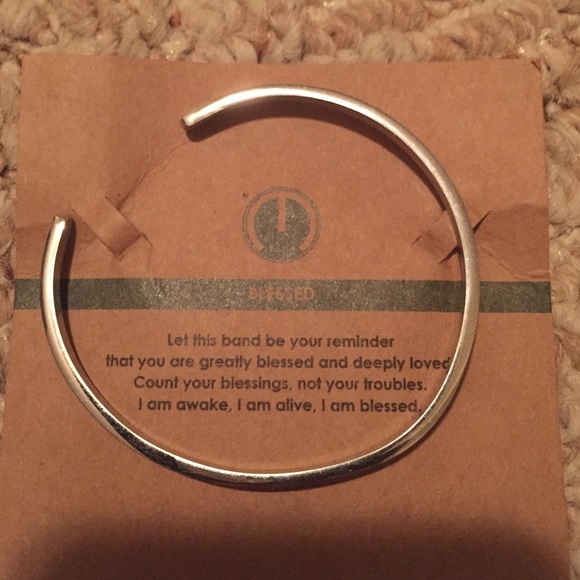 BLESSED
Let this band be your reminder
that you are greatly blessed and deeply loved
Count your blessings, not your troubles.
I am awake, I am alive, I am blessed.